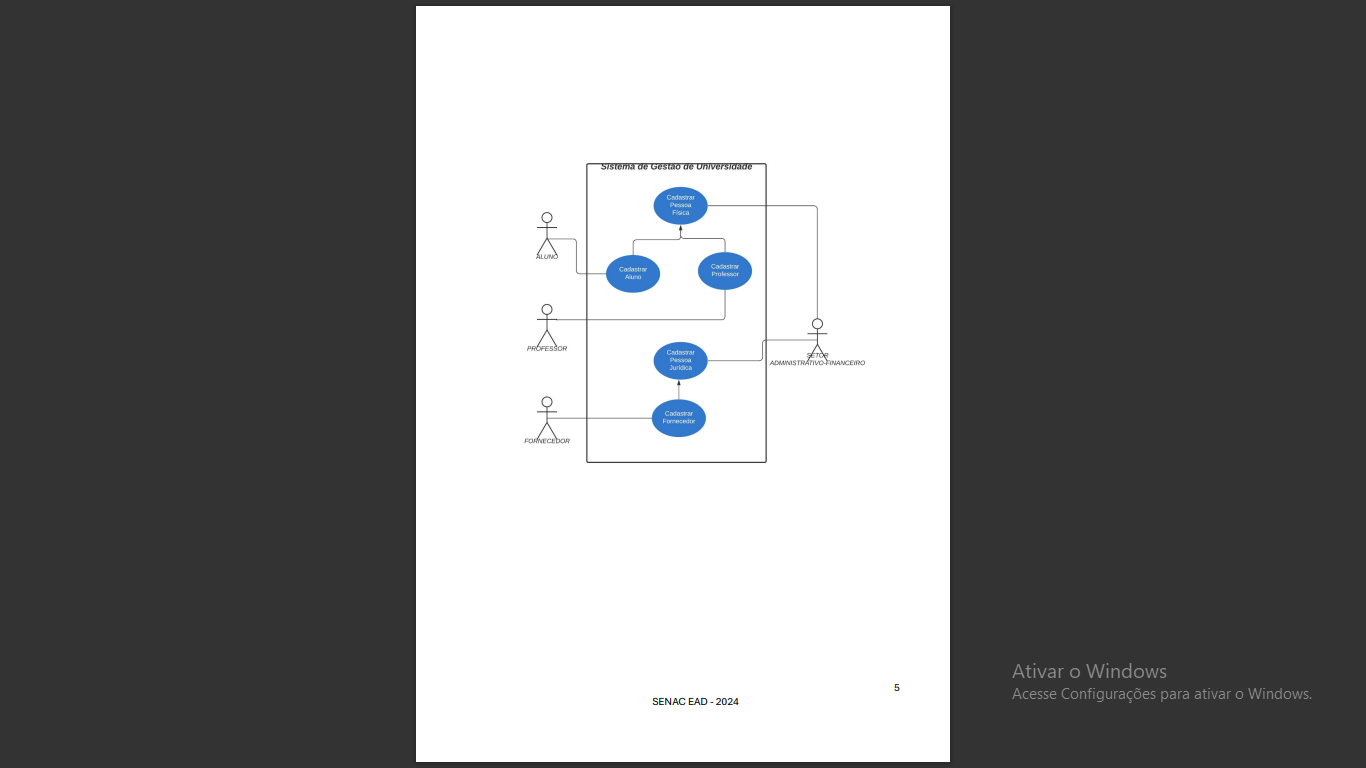 Sistema de Gestão de Universidade
Cadastrar
Pessoa
Física
ALUNO
Cadastrar
Aluno
Cadastrar
Professor
PROFESSOR
Cadastrar
Pessoa
Jurídica
SETOR
ADMINISTRATIVO-FINANCEIRO
Cadastrar
Fornecedor
FORNECEDOR
5
SENAC EAD - 2024
Ativar o Windows
Acesse Configurações para ativar o Windows.